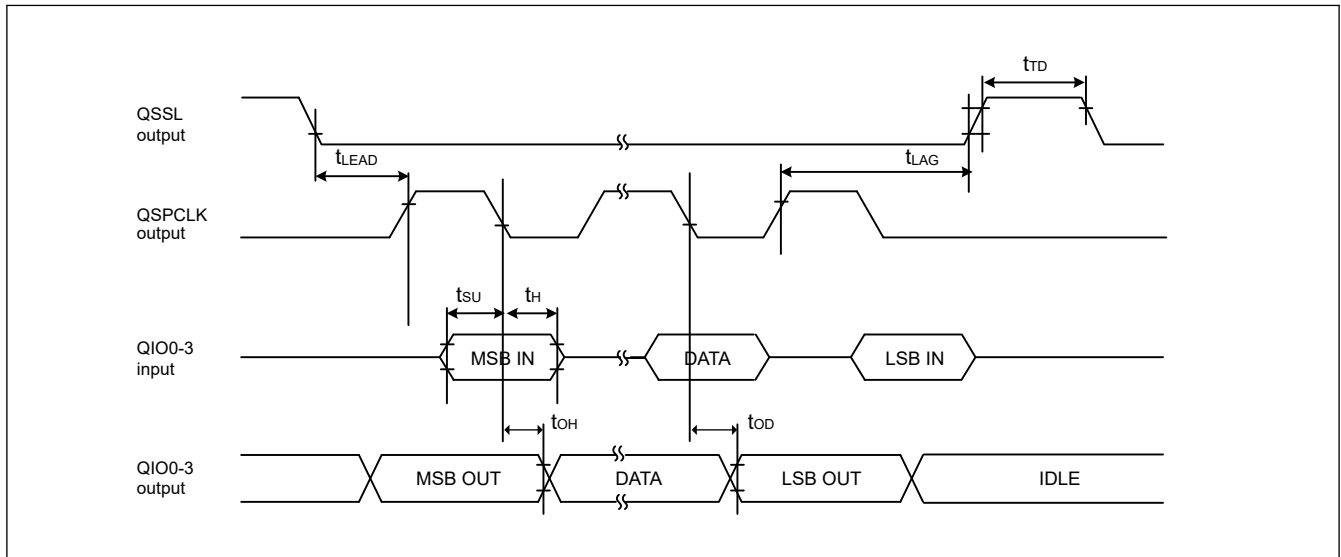 tTD
QSSL
output
tLEAD
tLAG
QSPCLK
output
tSU
tH
QIO0-3
input
MSB IN
DATA
LSB IN
tOH
tOD
QIO0-3
output
MSB OUT
DATA
LSB OUT
IDLE